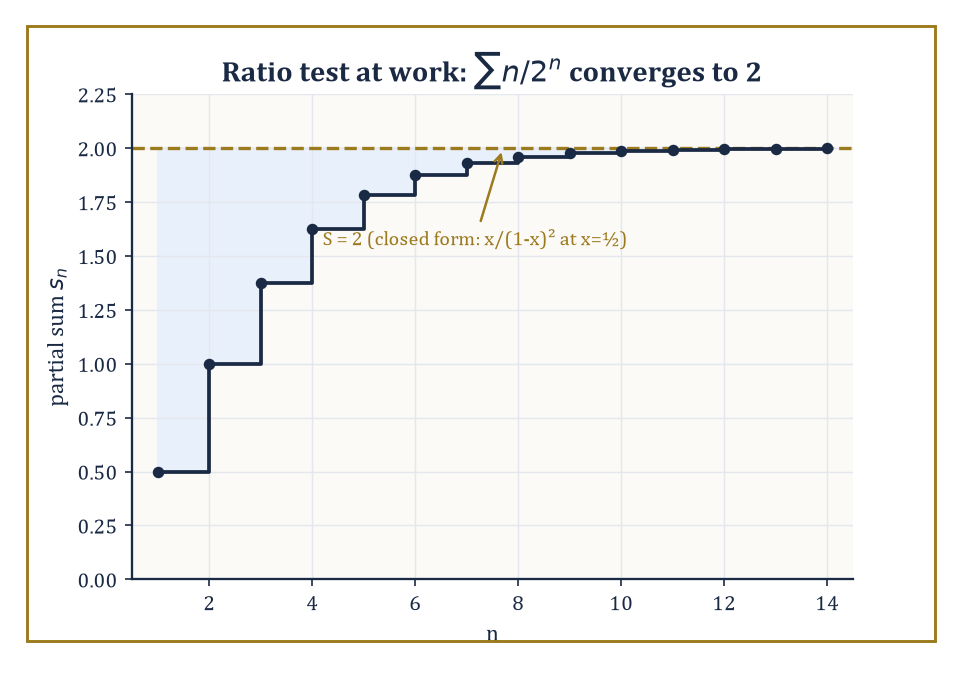 Ratio test at work: ∑n/2ⁿ converges to 2
2.25
2.00
1.75
1.50
1.25
1.00
0.75
0.50
0.25
0.00
partial sum sₙ
S = 2 (closed form: x/(1-x)² at x=½)
2 4 6 8 10 12 14
n